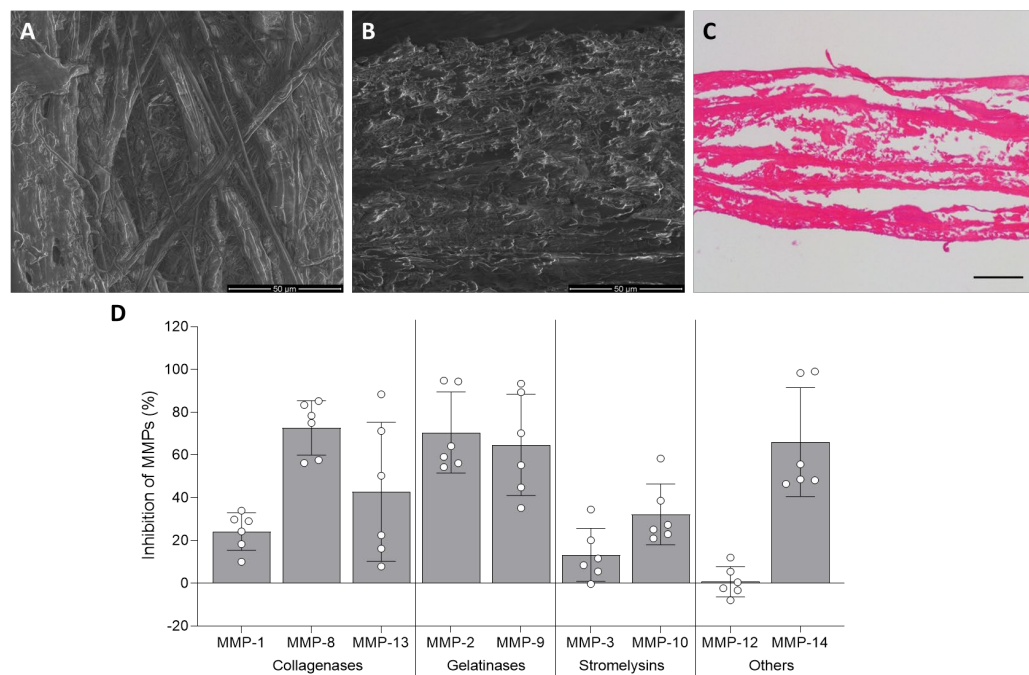 A
B
C
50 µm
50 µm
D
Inhibition of MMPs (%)
120
100
80
60
40
20
0
-20
MMP-1 MMP-8 MMP-13 MMP-2 MMP-9 MMP-3 MMP-10 MMP-12 MMP-14
Collagenases Gelatinases Stromelysins Others